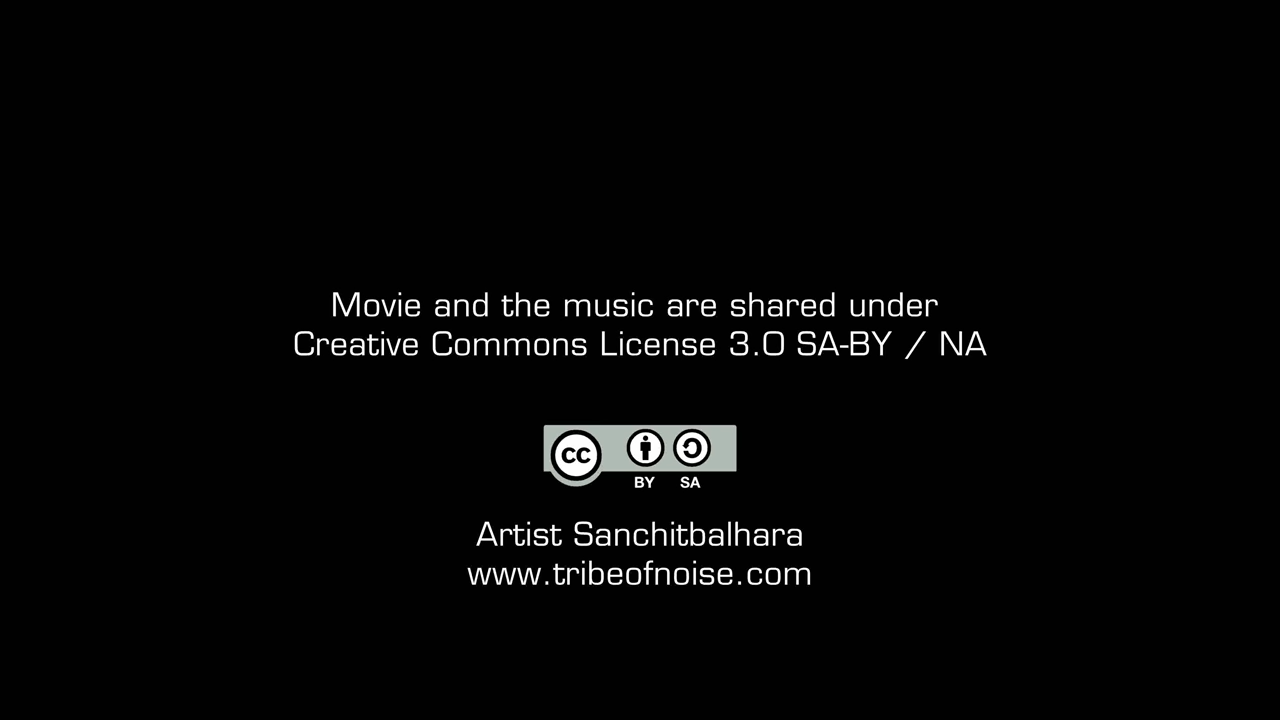 Movie and the music are shared under
Creative Commons License 3.0 SA-BY / NA
cc
BY SA
Artist Sanchitbalhara
www.tribeofnoise.com